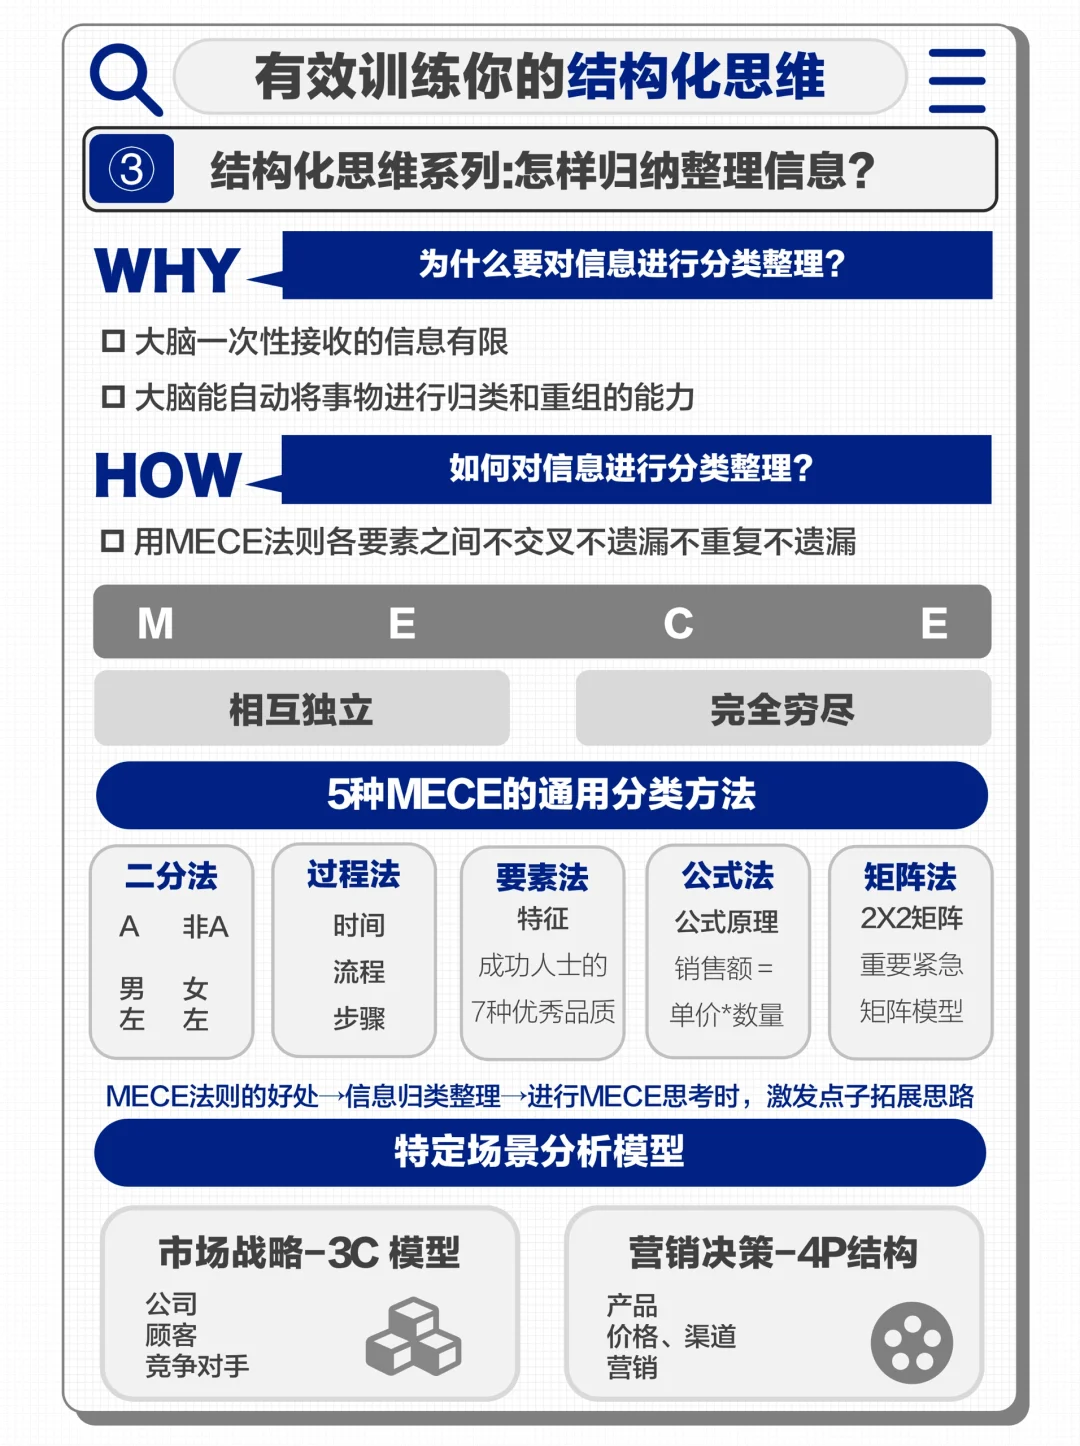 有效训练你的结构化思维
③ 结构化思维系列:怎样归纳整理信息?
WHY 为什么要对信息进行分类整理?
大脑一次性接收的信息有限
大脑能自动将事物进行归类和重组的能力
HOW 如何对信息进行分类整理?
用MECE法则各要素之间不交叉不遗漏不重复不遗漏
M E C E
相互独立 完全穷尽
5种MECE的通用分类方法
二分法
A 非A
男 女
左 左
过程法
时间
流程
步骤
要素法
特征
成功人士的
7种优秀品质
公式法
公式原理
销售额=
单价*数量
矩阵法
2X2矩阵
重要紧急
矩阵模型
MECE法则的好处→信息归类整理→进行MECE思考时，激发点子拓展思路
特定场景分析模型
市场战略-3C 模型
公司
顾客
竞争对手
营销决策-4P结构
产品
价格、渠道
营销